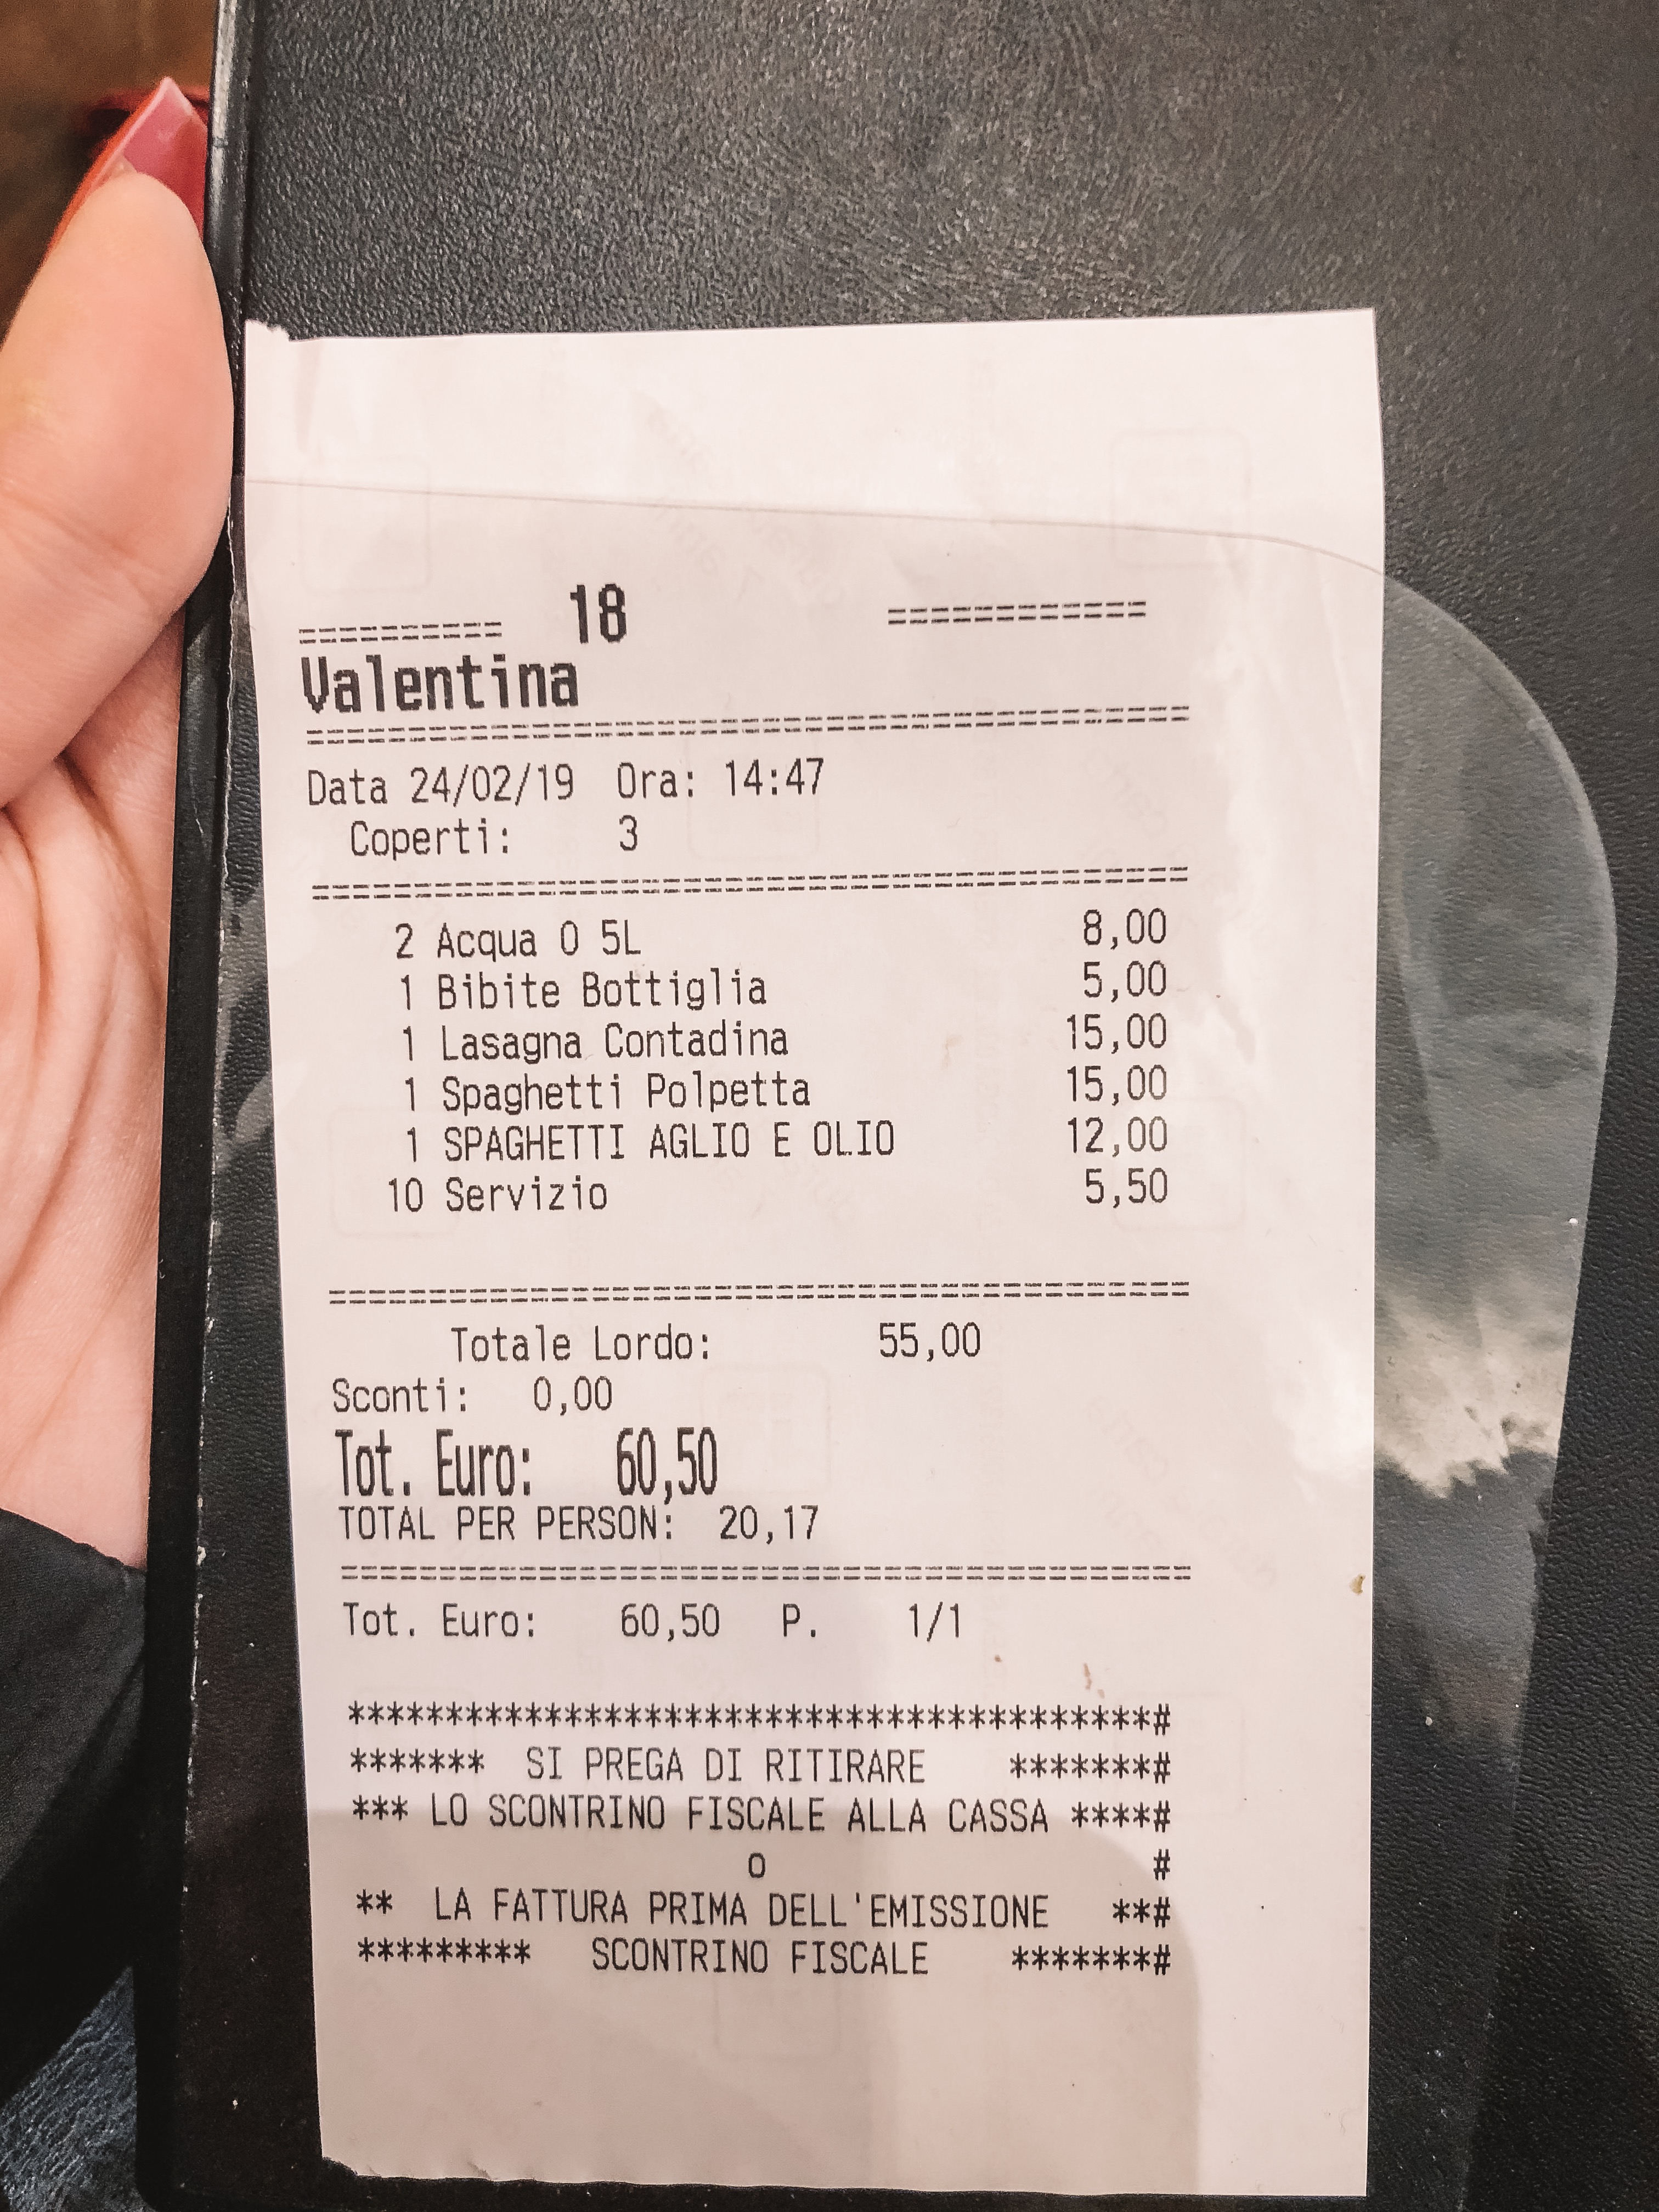 ========= 18 ===========
Valentina
==========================================
Data 24/02/19 Ora: 14:47
Coperti: 3
==========================================
2 Acqua 0 5L 8,00
1 Bibite Bottiglia 5,00
1 Lasagna Contadina 15,00
1 Spaghetti Polpetta 15,00
1 SPAGHETTI AGLIO E OLIO 12,00
10 Servizio 5,50
==========================================
Totale Lordo: 55,00
Sconti: 0,00
Tot. Euro: 60,50
TOTAL PER PERSON: 20,17
==========================================
Tot. Euro: 60,50 P. 1/1
*****************************************#
******* SI PREGA DI RITIRARE *******#
*** LO SCONTRINO FISCALE ALLA CASSA ****#
o #
** LA FATTURA PRIMA DELL'EMISSIONE **#
********* SCONTRINO FISCALE *******#